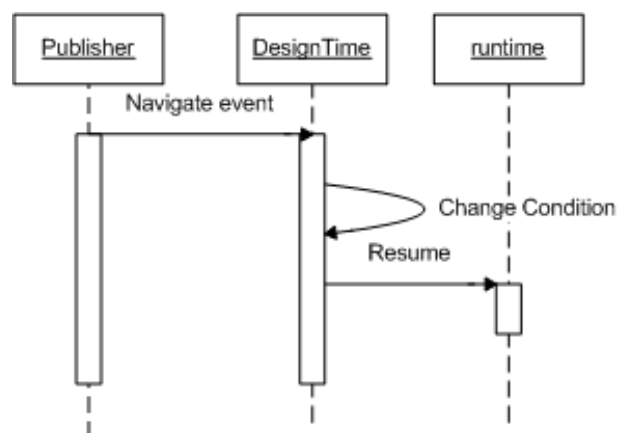 Publisher
DesignTime
runtime
Navigate event
Change Condition
Resume